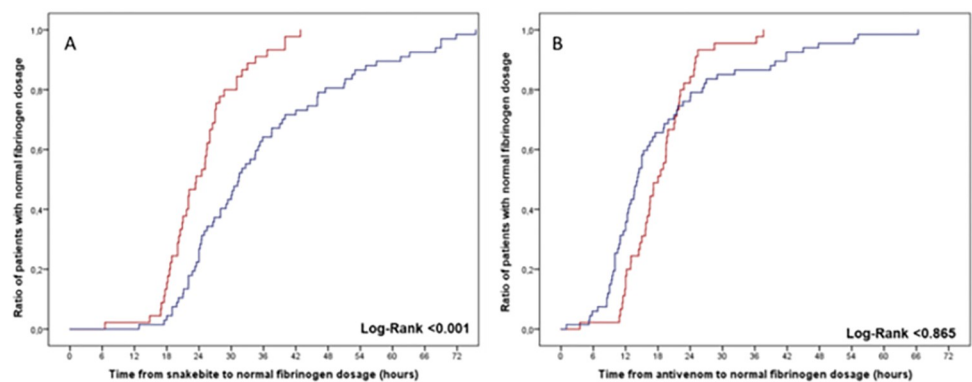 A
Ratio of patients with normal fibrinogen dosage
1,0
0,8
0,6
0,4
0,2
0,0
Log-Rank <0.001
0 6 12 18 24 30 36 42 48 54 60 66 72
Time from snakebite to normal fibrinogen dosage (hours)
B
Ratio of patients with normal fibrinogen dosage
1,0
0,8
0,6
0,4
0,2
0,0
Log-Rank <0.865
0 6 12 18 24 30 36 42 48 54 60 66 72
Time from antivenom to normal fibrinogen dosage (hours)